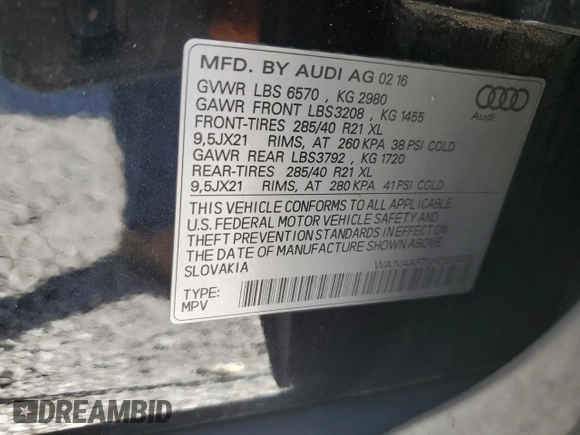 MFD. BY AUDI AG 02 16
GVWR LBS 6570 , KG 2980
GAWR FRONT LBS3208 , KG 1455
FRONT-TIRES 285/40 R21 XL
9,5JX21 RIMS, AT 260 KPA 38 PSI COLD
GAWR REAR LBS3792 , KG 1720
REAR-TIRES 285/40 R21 XL
9,5JX21 RIMS, AT 280 KPA 41 PSI COLD
Audi
THIS VEHICLE CONFORMS TO ALL APPLICABLE
U.S. FEDERAL MOTOR VEHICLE SAFETY AND
THEFT PREVENTION STANDARDS IN EFFECT ON
THE DATE OF MANUFACTURE SHOWN ABOVE.
SLOVAKIA
TYPE:
MPV
DREAMBID